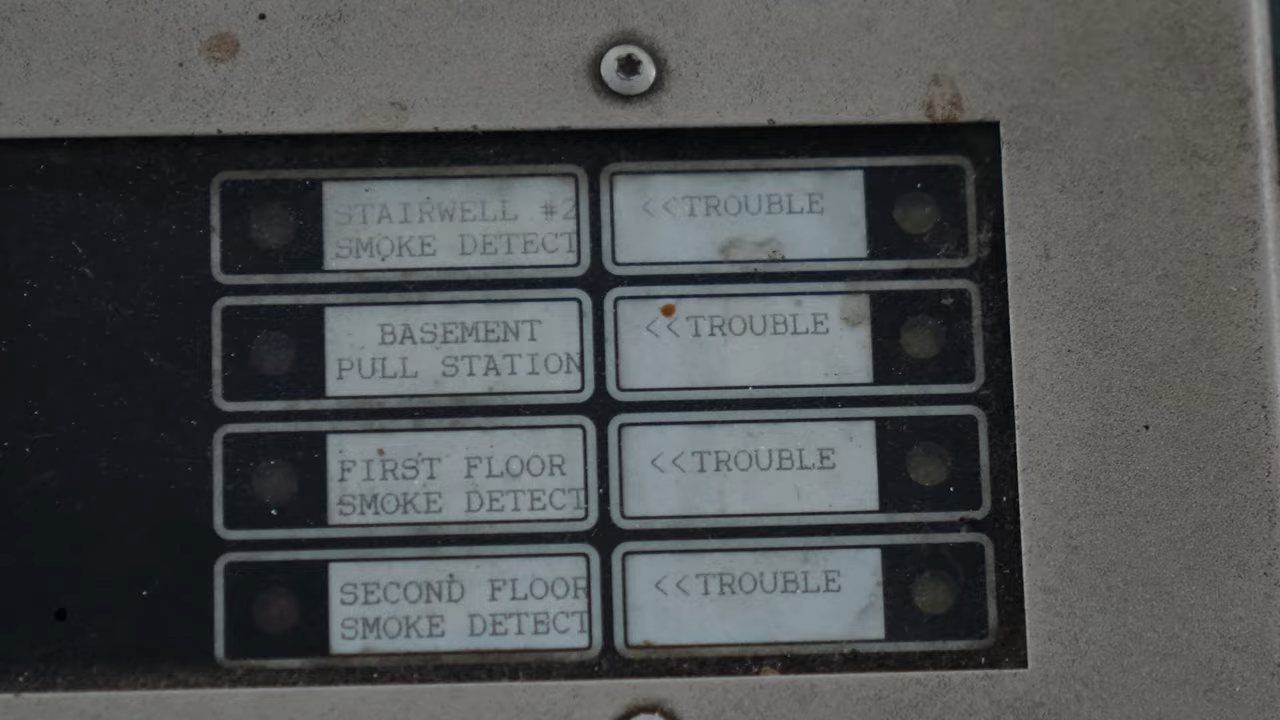 STAIRWELL #2
SMOKE DETECT
<<TROUBLE
BASEMENT
PULL STATION
<<TROUBLE
FIRST FLOOR
SMOKE DETECT
<<TROUBLE
SECOND FLOOR
SMOKE DETECT
<<TROUBLE